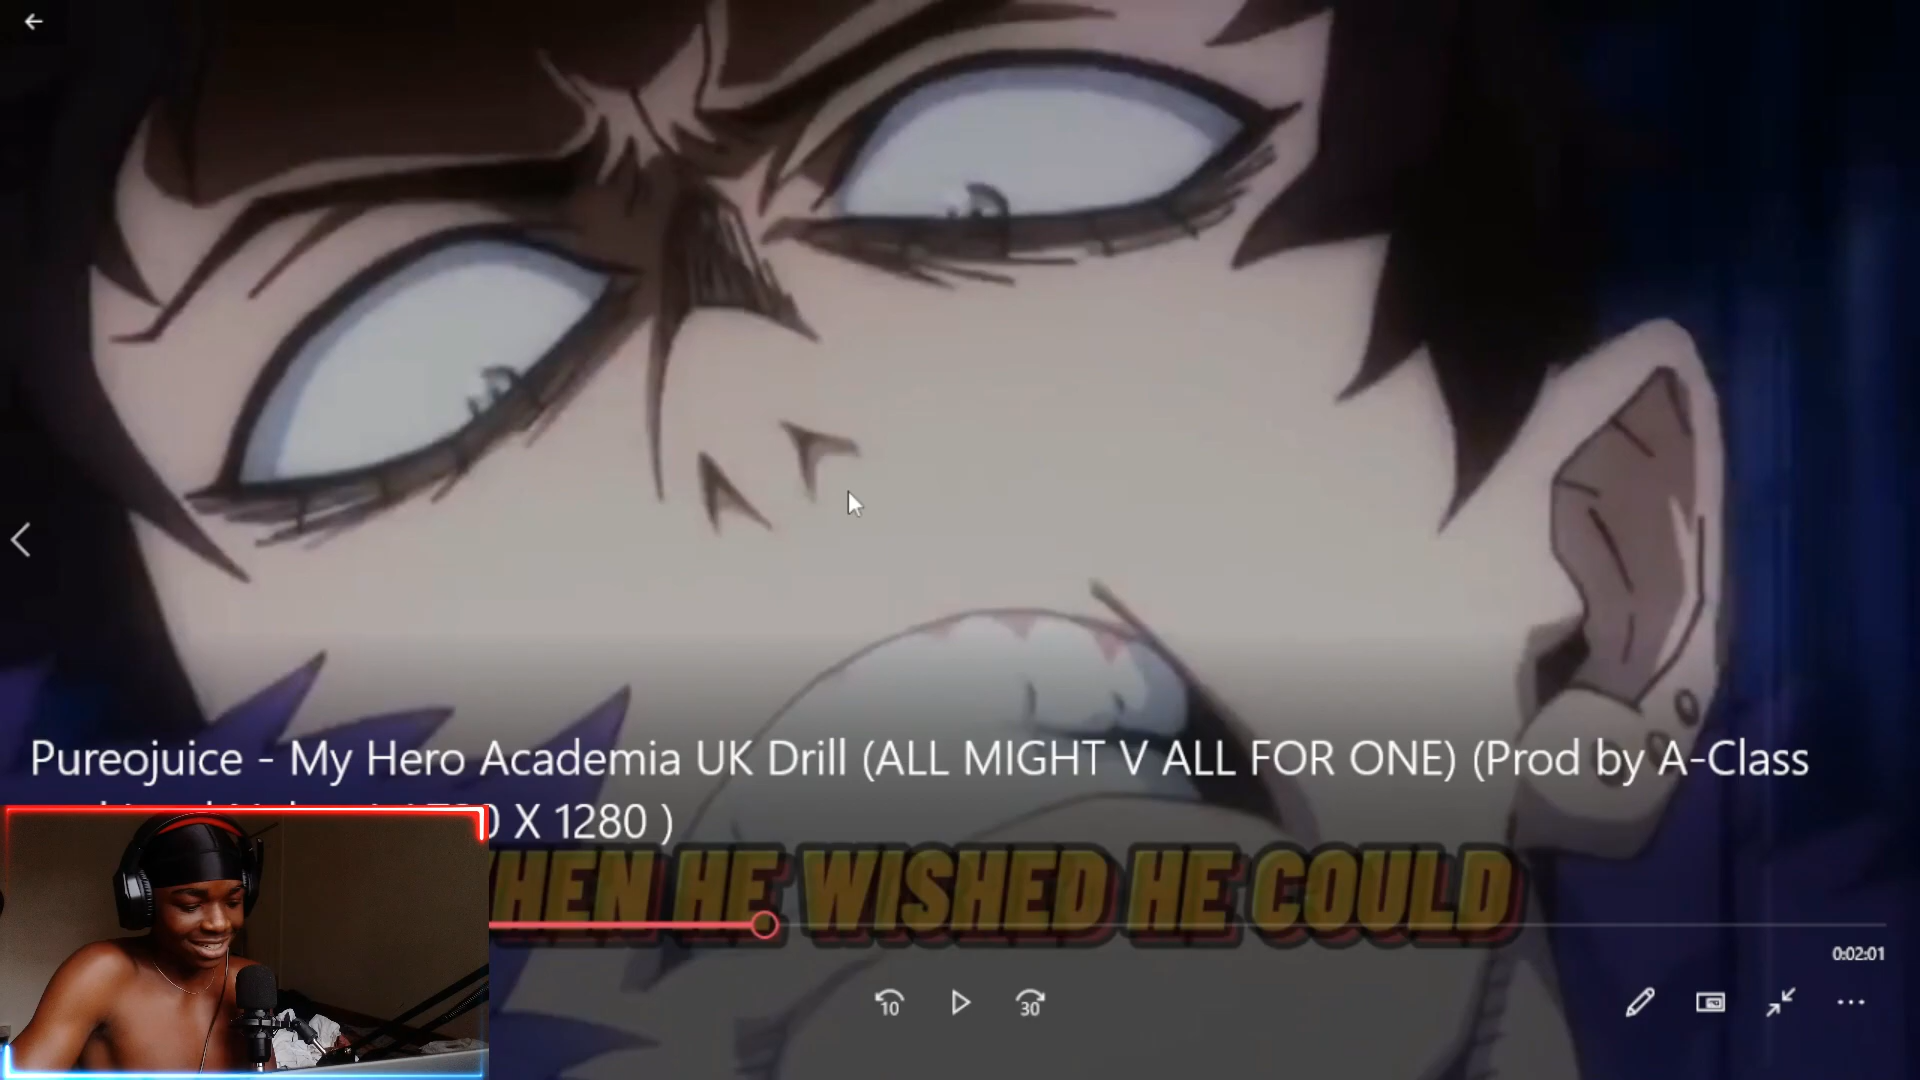 Pureojuice - My Hero Academia UK Drill (ALL MIGHT V ALL FOR ONE) (Prod by A-Class
0 X 1280 )
HEN HE WISHED HE COULD
0:02:01
10
30